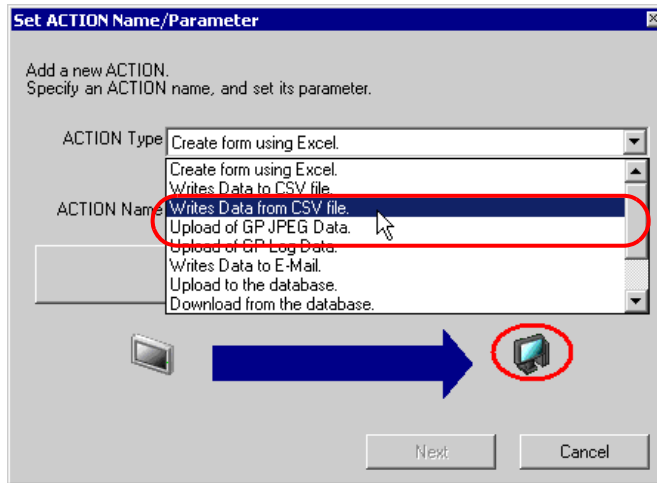 Set ACTION Name/Parameter
Add a new ACTION.
Specify an ACTION name, and set its parameter.
ACTION Type
Create form using Excel.
Create form using Excel.
Writes Data to CSV file.
ACTION Name
Writes Data from CSV file.
Upload of GP JPEG Data.
Upload of GP Log Data.
Writes Data to E-Mail.
Upload to the database.
Download from the database.
Next
Cancel